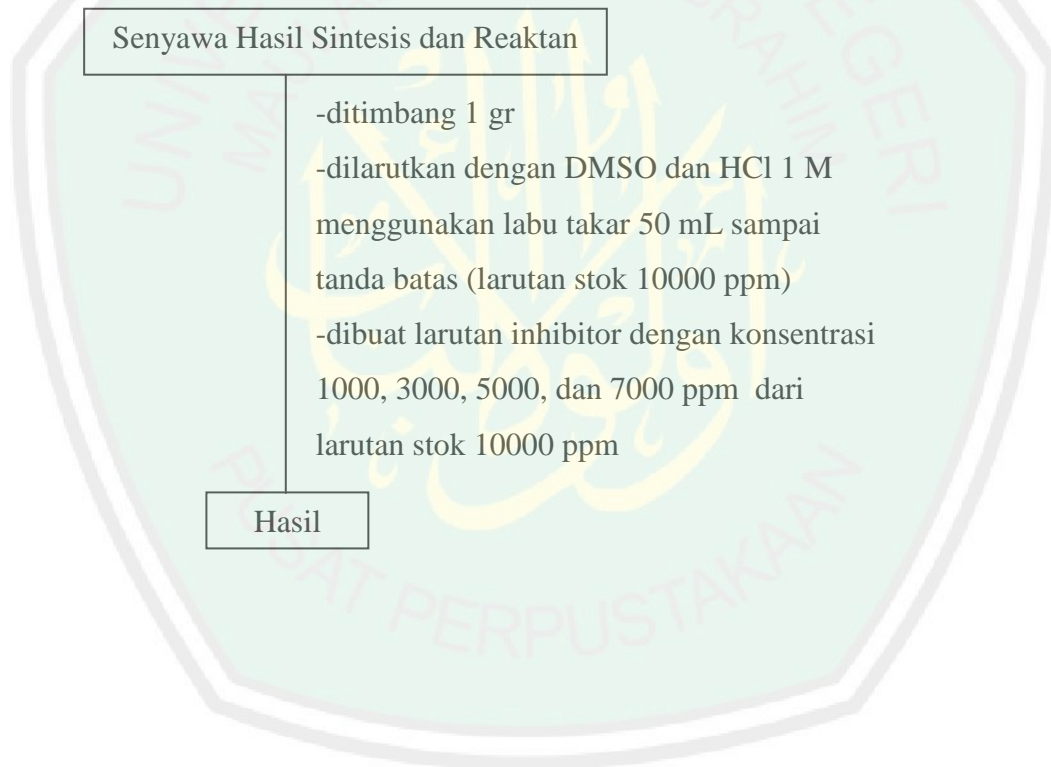 Senyawa Hasil Sintesis dan Reaktan
-ditimbang 1 gr
-dilarutkan dengan DMSO dan HCl 1 M
menggunakan labu takar 50 mL sampai
tanda batas (larutan stok 10000 ppm)
-dibuat larutan inhibitor dengan konsentrasi
1000, 3000, 5000, dan 7000 ppm dari
larutan stok 10000 ppm
Hasil
PUSAT PERPUSTAKAAN